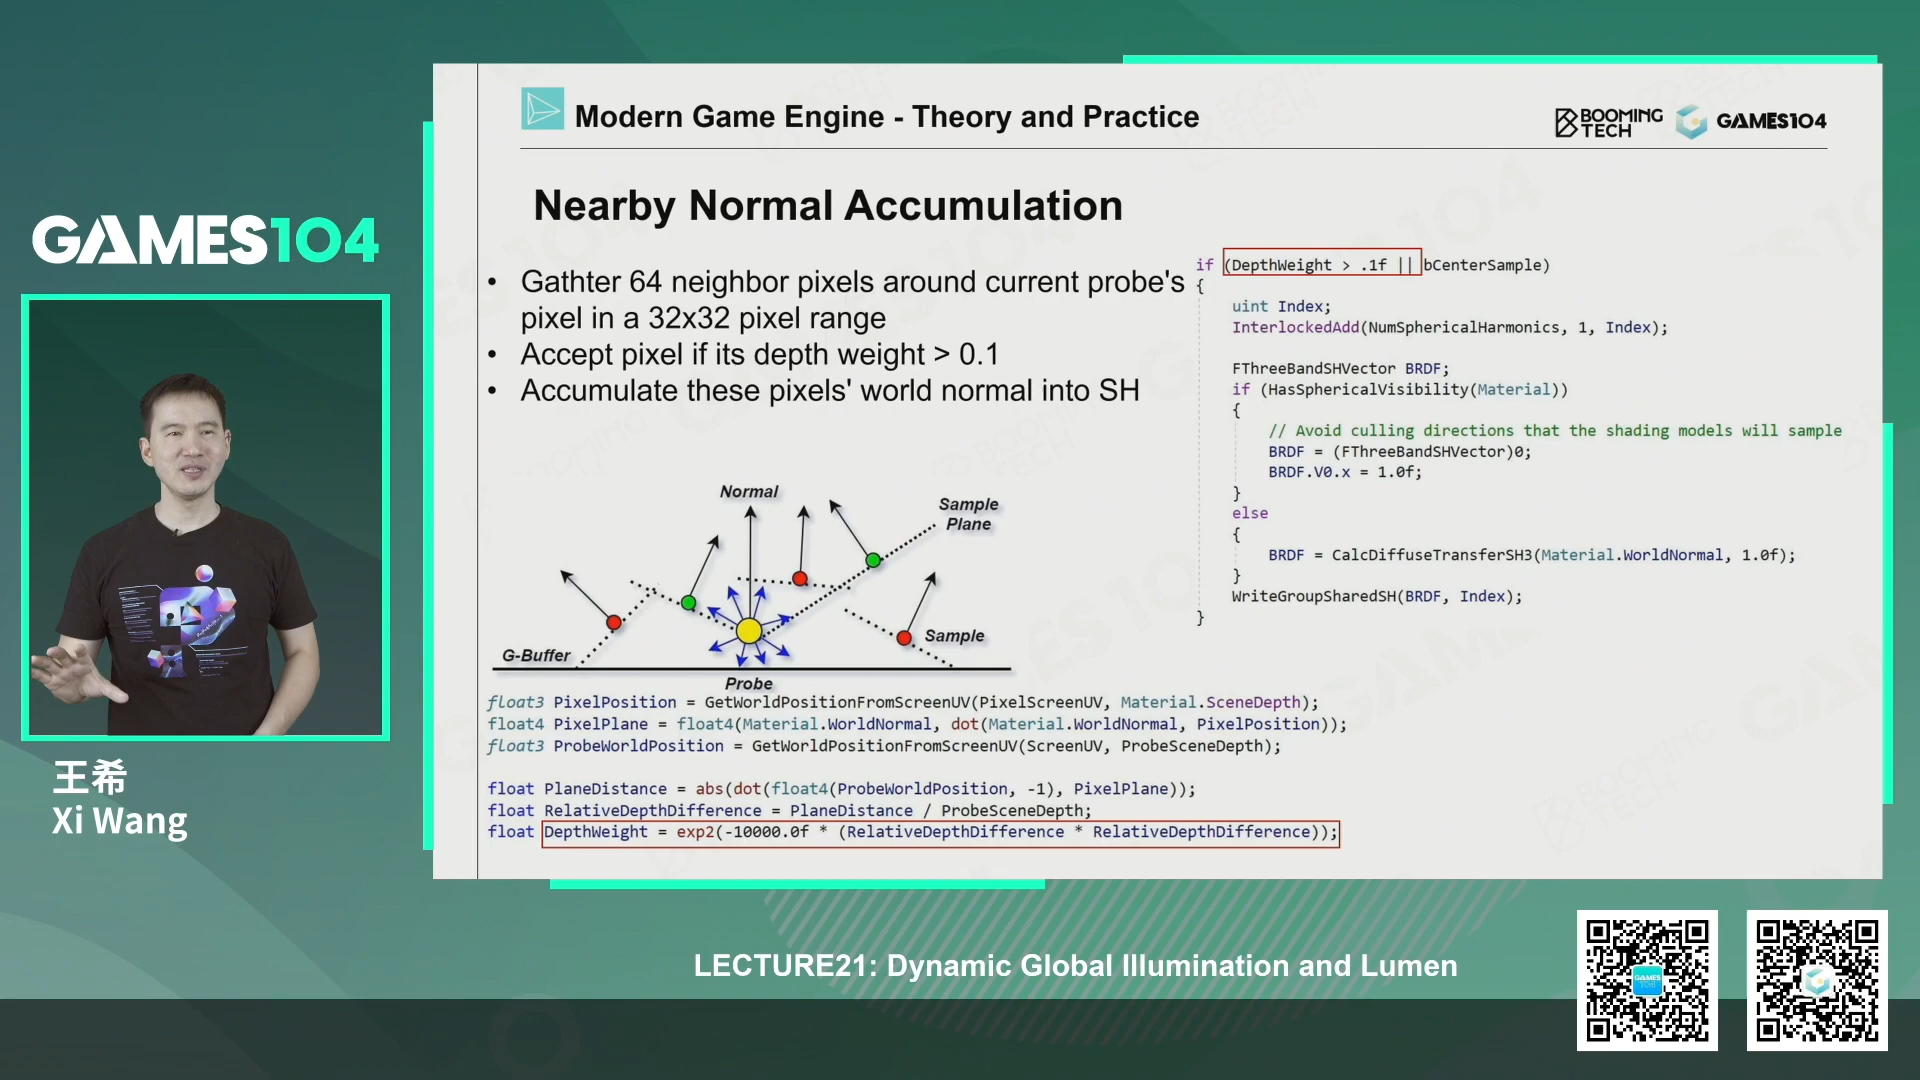 GAMES104
王希
Xi Wang
Modern Game Engine - Theory and Practice
BOOMING
TECH
GAMES104
Nearby Normal Accumulation
• Gathter 64 neighbor pixels around current probe's
pixel in a 32x32 pixel range
• Accept pixel if its depth weight > 0.1
• Accumulate these pixels' world normal into SH
if (DepthWeight > .1f || bCenterSample)
{
uint Index;
InterlockedAdd(NumSphericalHarmonics, 1, Index);
FThreeBandSHVector BRDF;
if (HasSphericalVisibility(Material))
{
// Avoid culling directions that the shading models will sample
BRDF = (FThreeBandSHVector)0;
BRDF.V0.x = 1.0f;
}
else
{
BRDF = CalcDiffuseTransferSH3(Material.WorldNormal, 1.0f);
}
WriteGroupSharedSH(BRDF, Index);
}
Normal
Sample
Plane
Sample
G-Buffer
Probe
float3 PixelPosition = GetWorldPositionFromScreenUV(PixelScreenUV, Material.SceneDepth);
float4 PixelPlane = float4(Material.WorldNormal, dot(Material.WorldNormal, PixelPosition));
float3 ProbeWorldPosition = GetWorldPositionFromScreenUV(ScreenUV, ProbeSceneDepth);
float PlaneDistance = abs(dot(float4(ProbeWorldPosition, -1), PixelPlane));
float RelativeDepthDifference = PlaneDistance / ProbeSceneDepth;
float DepthWeight = exp2(-10000.0f * (RelativeDepthDifference * RelativeDepthDifference));
LECTURE21: Dynamic Global Illumination and Lumen